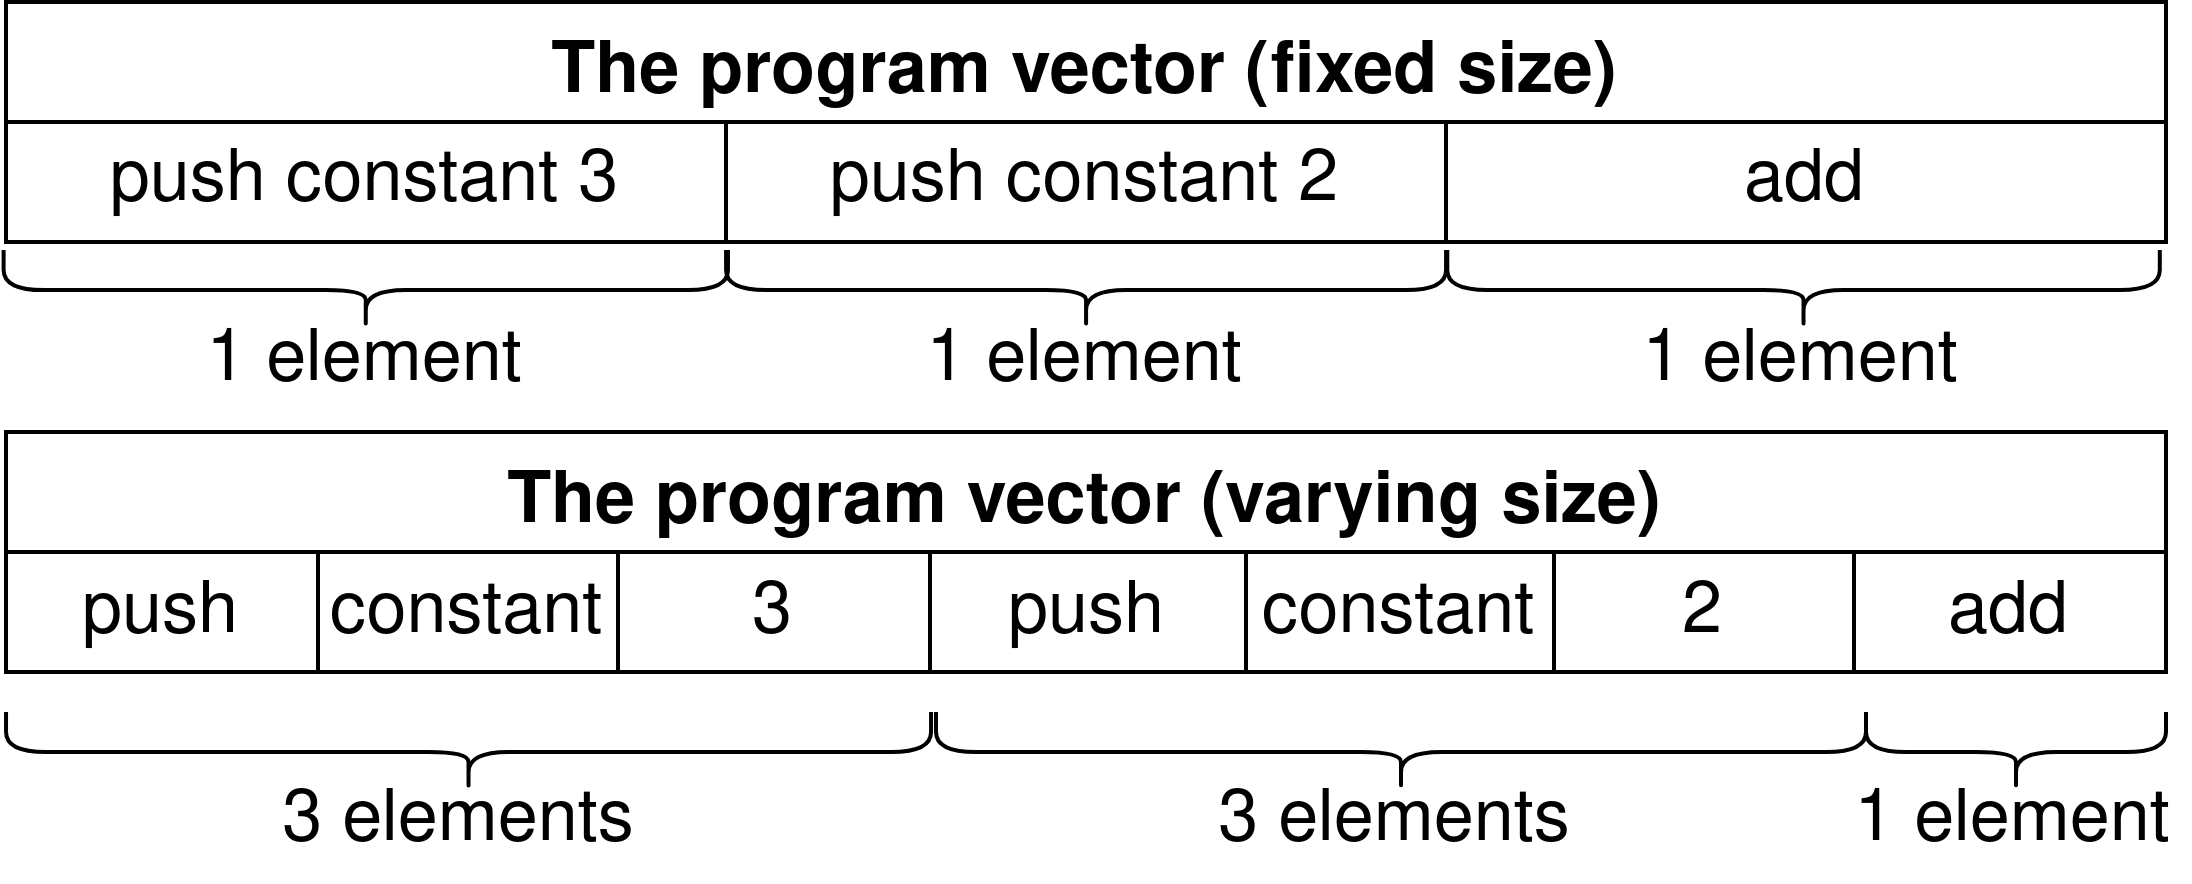 The program vector (fixed size)
push constant 3 push constant 2 add
1 element 1 element 1 element
The program vector (varying size)
push constant 3 push constant 2 add
3 elements 3 elements 1 element